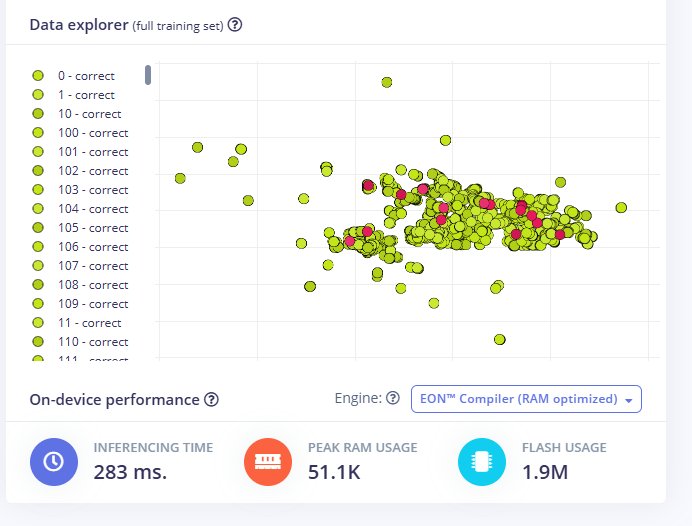 Data explorer (full training set) ?
0 - correct
1 - correct
10 - correct
100 - correct
101 - correct
102 - correct
103 - correct
104 - correct
105 - correct
106 - correct
107 - correct
108 - correct
109 - correct
11 - correct
110 - correct
111 - correct
On-device performance ?
Engine: ? EON™ Compiler (RAM optimized)
INFERENCING TIME
283 ms.
PEAK RAM USAGE
51.1K
FLASH USAGE
1.9M